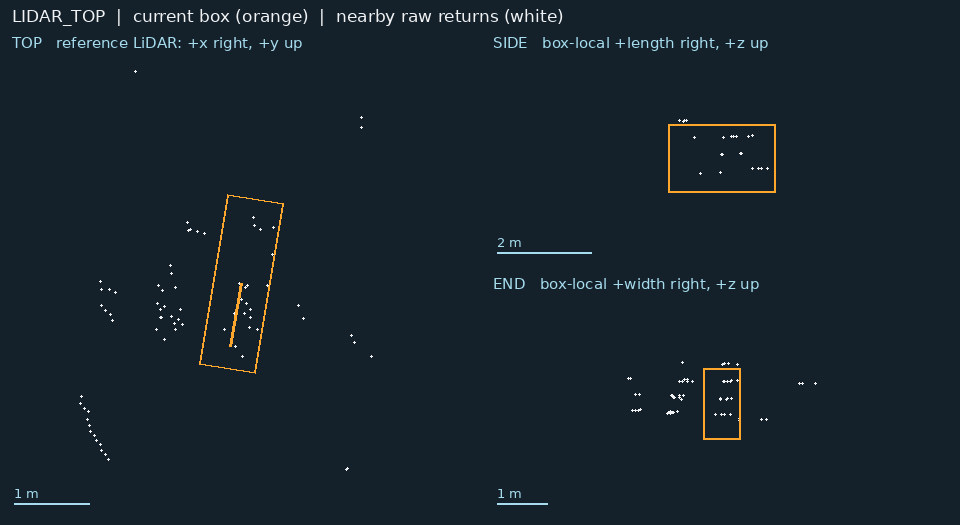 LIDAR_TOP  |  current box (orange)  |  nearby raw returns (white)
TOP   reference LiDAR: +x right, +y up
SIDE   box-local +length right, +z up
2 m
END   box-local +width right, +z up
1 m
1 m